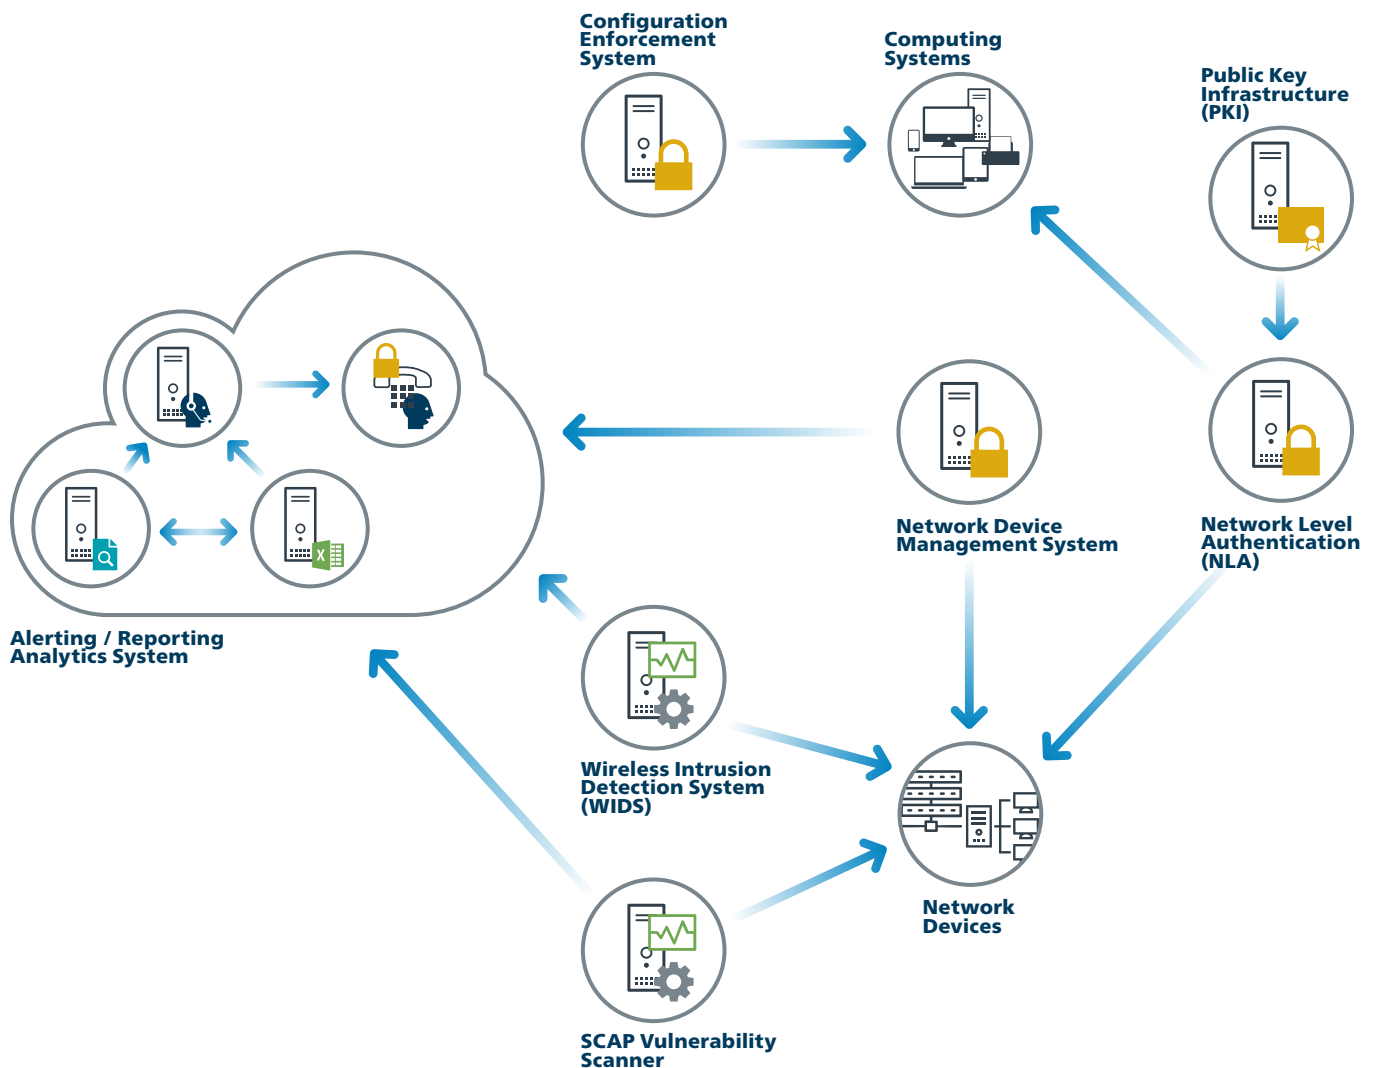 Configuration
Enforcement
System
Computing
Systems
Public Key
Infrastructure
(PKI)
Network Device
Management System
Network Level
Authentication
(NLA)
X
Alerting / Reporting
Analytics System
Wireless Intrusion
Detection System
(WIDS)
Network
Devices
SCAP Vulnerability
Scanner